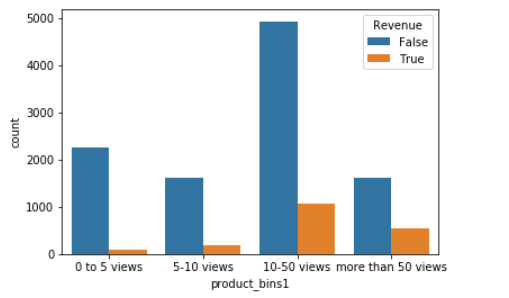 5000
4000
3000
2000
1000
0
count
Revenue
False
True
0 to 5 views
5-10 views
10-50 views
more than 50 views
product_bins1